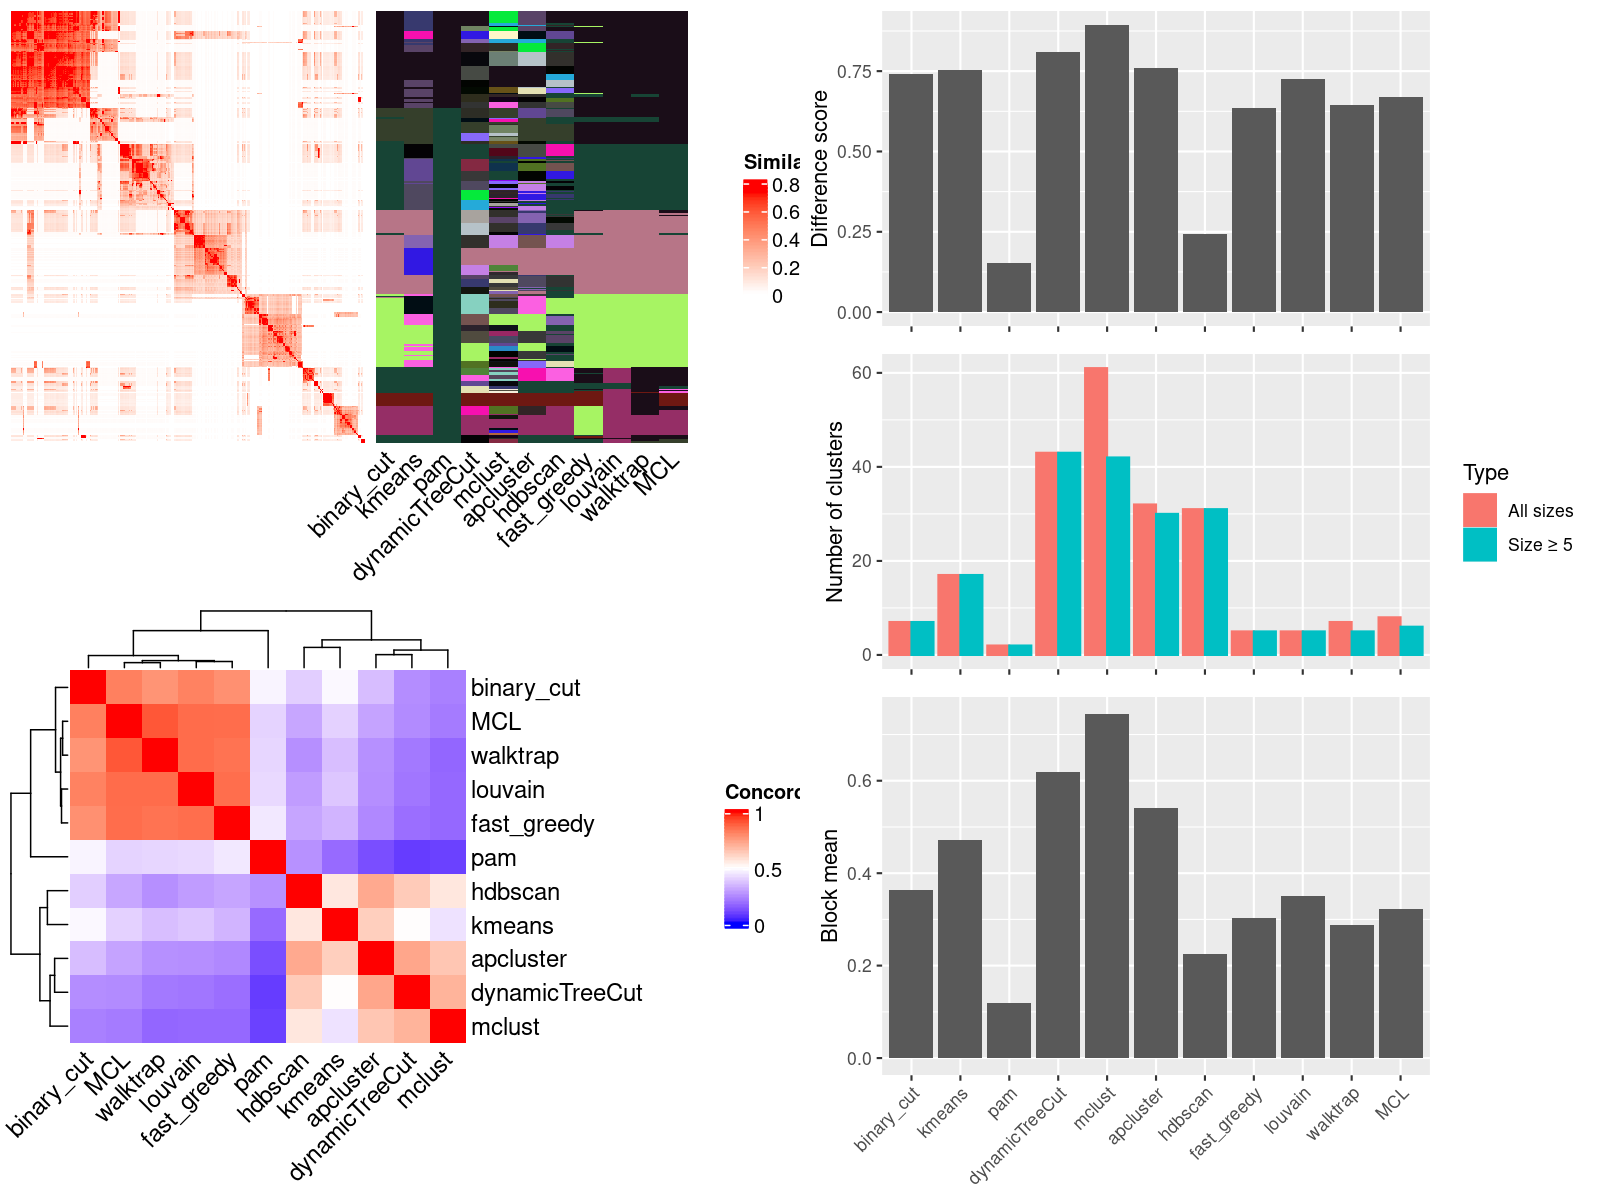 Simila
0.8
0.6
0.4
0.2
0
binary_cut
kmeans
pam
dynamicTreeCut
mclust
apcluster
hdbscan
fast_greedy
louvain
walktrap
MCL
binary_cut
MCL
walktrap
louvain
fast_greedy
pam
hdbscan
kmeans
apcluster
dynamicTreeCut
mclust
binary_cut
MCL
walktrap
louvain
fast_greedy
pam
hdbscan
kmeans
apcluster
dynamicTreeCut
mclust
Concord
1
0.5
0
Difference score
0.75
0.50
0.25
0.00
Number of clusters
60
40
20
0
Type
All sizes
Size ≥ 5
Block mean
0.6
0.4
0.2
0.0
binary_cut
kmeans
pam
dynamicTreeCut
mclust
apcluster
hdbscan
fast_greedy
louvain
walktrap
MCL